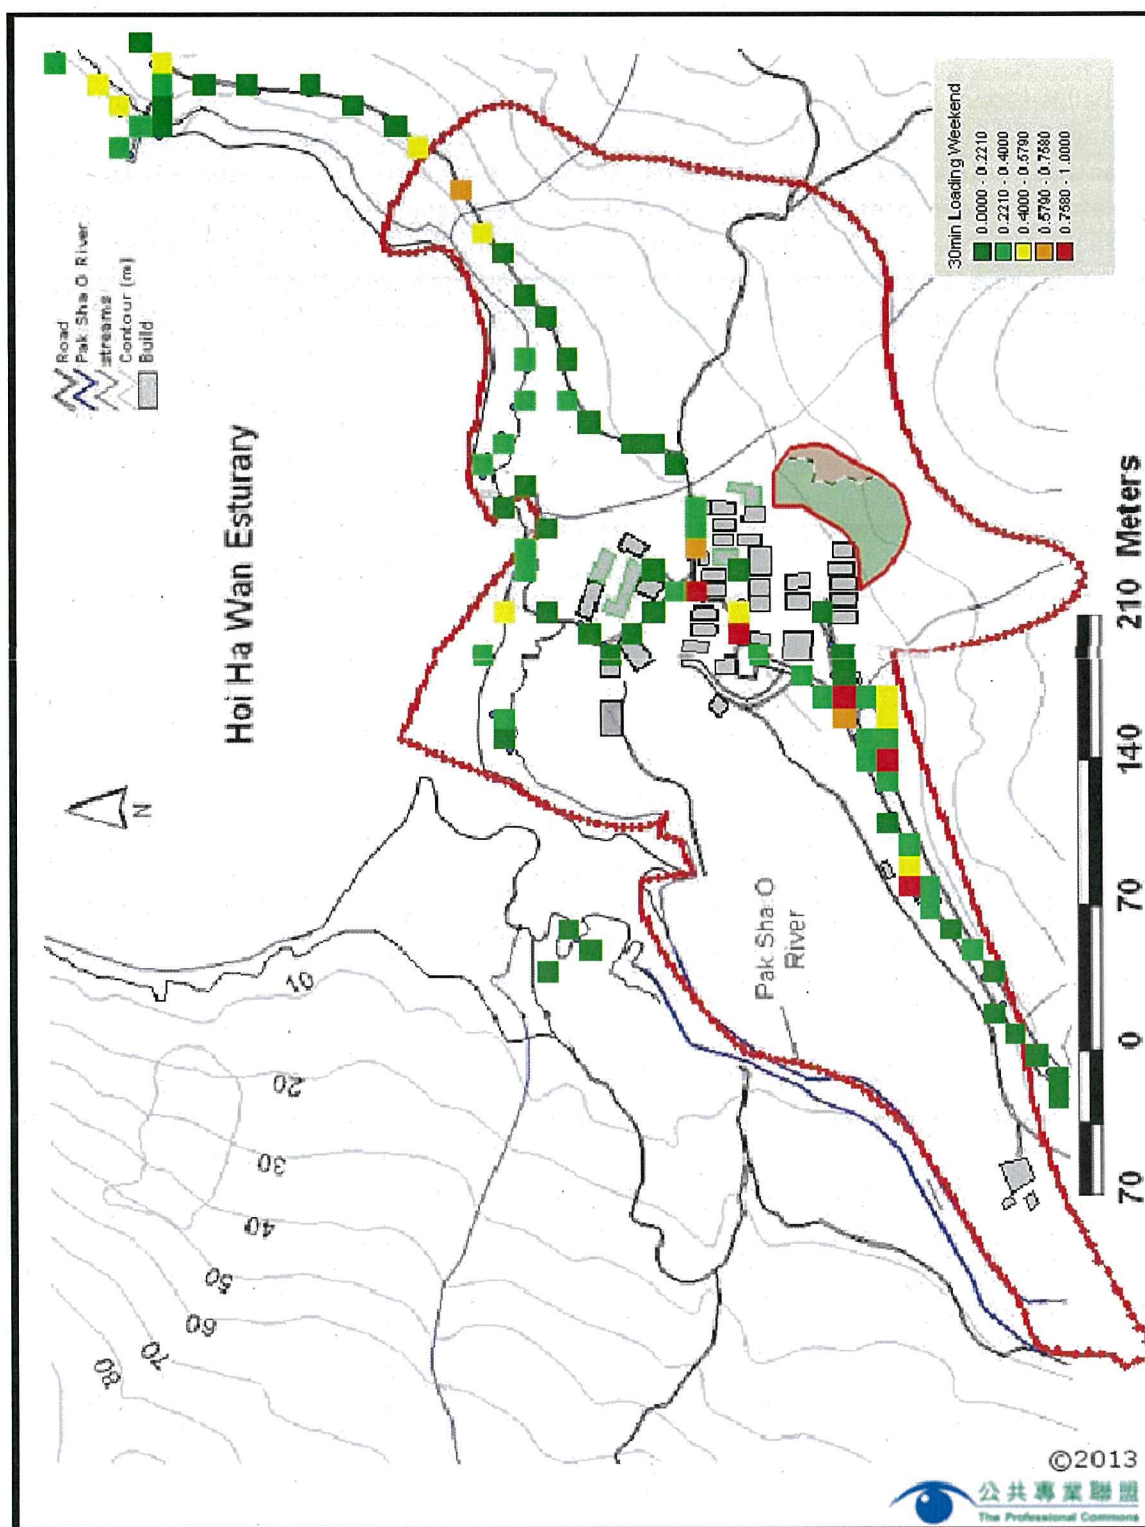 Road
Pak Sha O River
streams
Contour (m)
Build
Hoi Ha Wan Esturary
N
30min Loading Weekend
0.0000 - 0.2210
0.2210 - 0.4000
0.4000 - 0.5790
0.5790 - 0.7580
0.7580 - 1.0000
10
20
30
40
50
60
70
80
Pak Sha O
River
70 0 70 140 210 Meters
©2013
公共專業聯盟
The Professional Commons